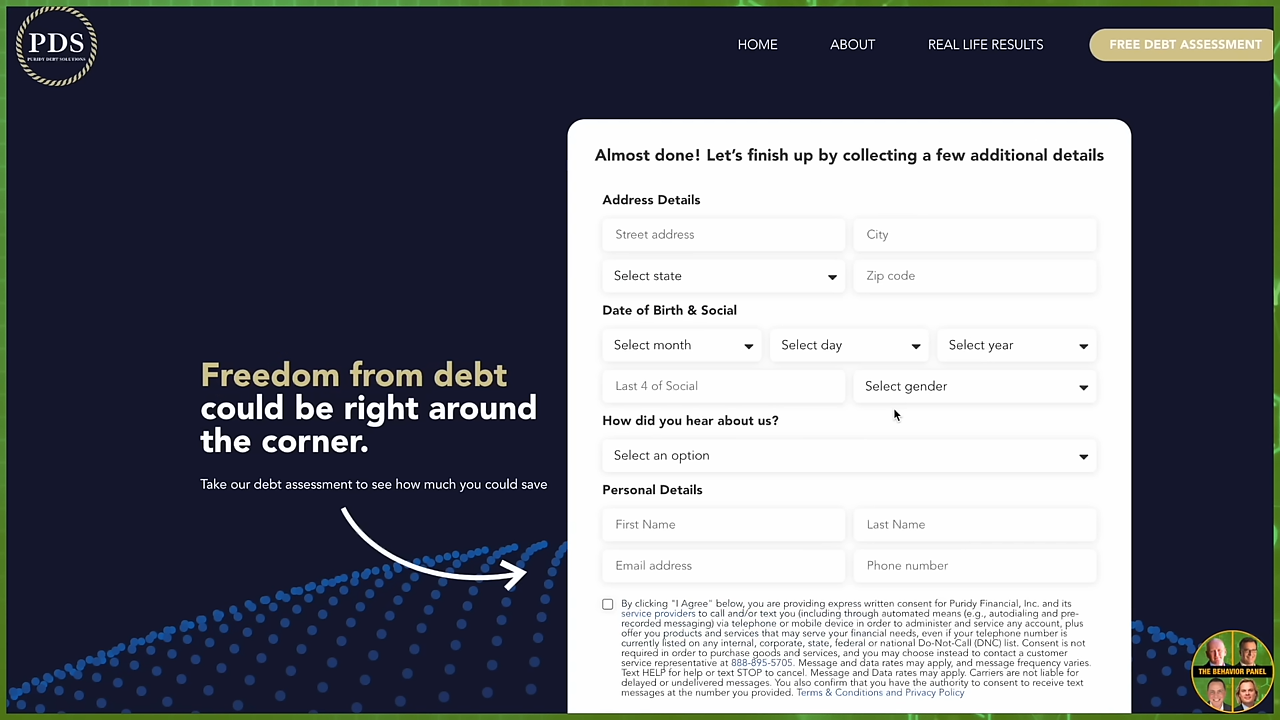 PDS
PURIDY DEBT SOLUTIONS
HOME
ABOUT
REAL LIFE RESULTS
FREE DEBT ASSESSMENT
Almost done! Let's finish up by collecting a few additional details
Address Details
Street address
City
Select state
Zip code
Date of Birth & Social
Select month
Select day
Select year
Last 4 of Social
Select gender
How did you hear about us?
Select an option
Personal Details
First Name
Last Name
Email address
Phone number
By clicking "I Agree" below, you are providing express written consent for Puridy Financial, Inc. and its
service providers to call and/or text you (including through automated means (e.g., autodialing and pre-
recorded messaging) via telephone or mobile device in order to administer and service any account, plus
offer you products and services that may serve your financial needs, even if your telephone number is
currently listed on any internal, corporate, state, federal or national Do-Not-Call (DNC) list. Consent is not
required in order to purchase goods and services, and you may choose instead to contact a customer
service representative at 888-895-5705. Message and data rates may apply, and message frequency varies.
Text HELP for help or text STOP to cancel. Message and Data rates may apply. Carriers are not liable for
delayed or undelivered messages. You also confirm that you have the authority to consent to receive text
messages at the number you provided. Terms & Conditions and Privacy Policy
Freedom from debt
could be right around
the corner.
Take our debt assessment to see how much you could save
THE BEHAVIOR PANEL